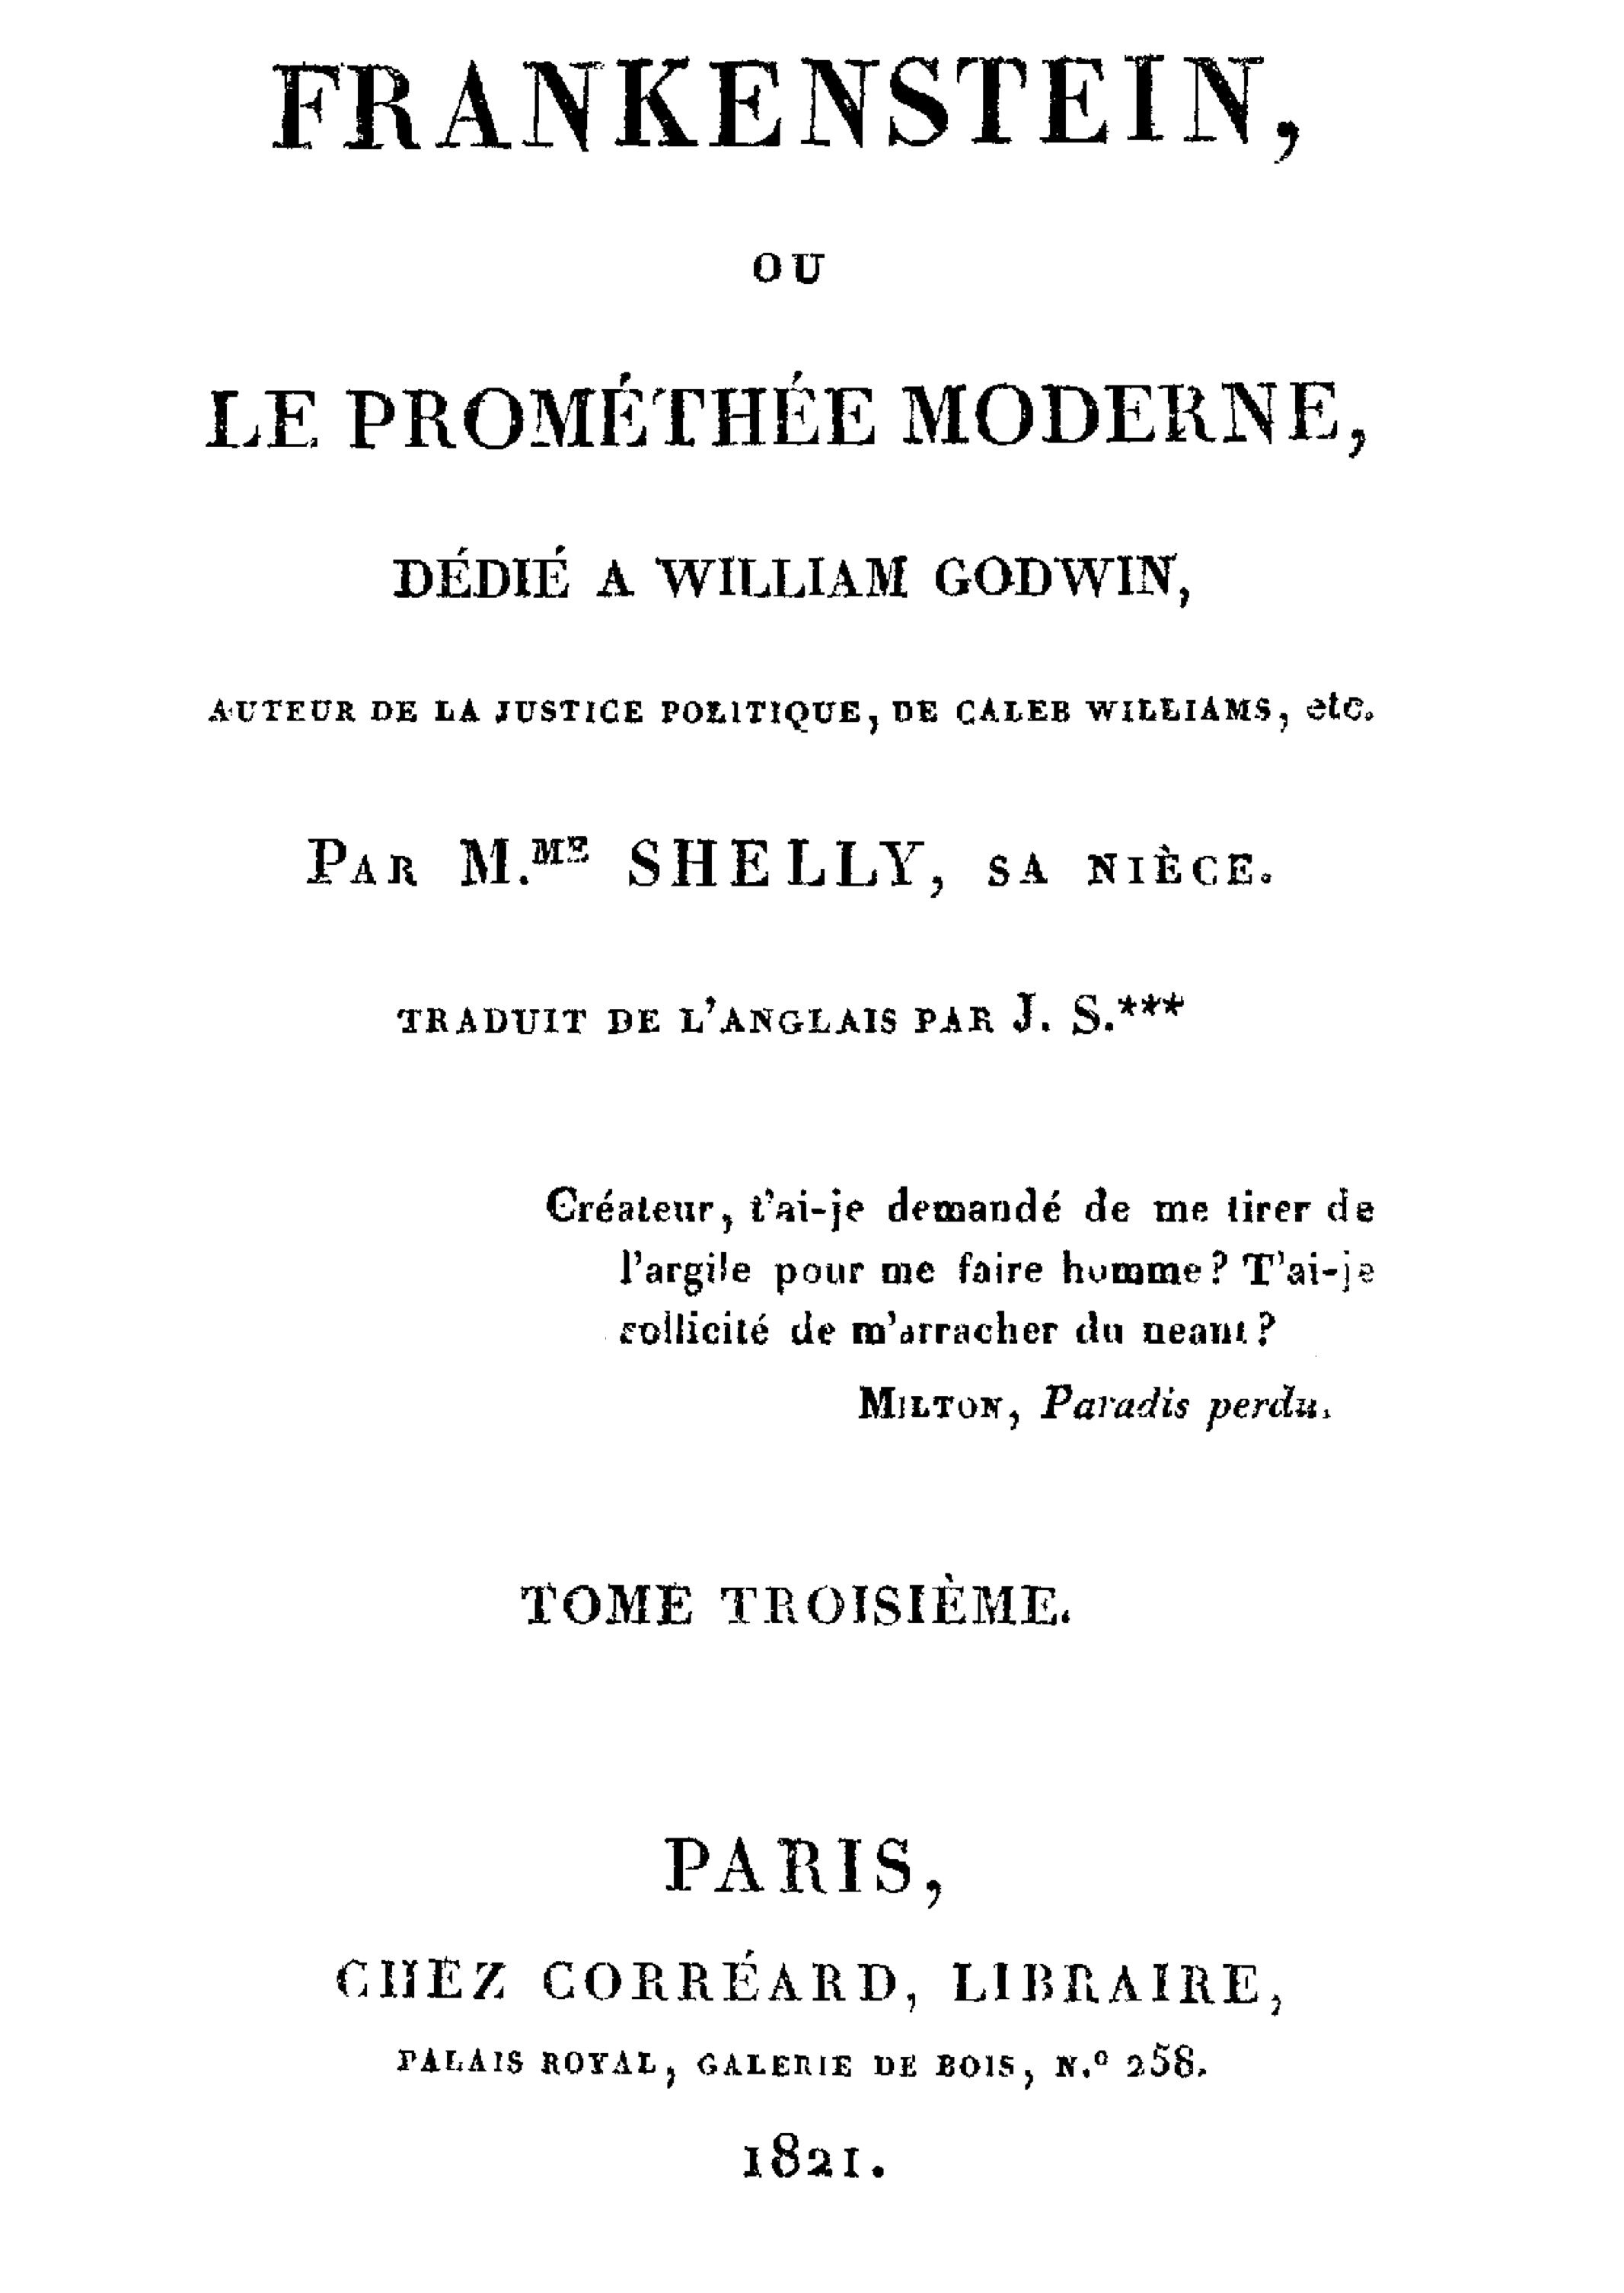 FRANKENSTEIN,
OU
LE PROMÉTHÉE MODERNE,
DÉDIÉ A WILLIAM GODWIN,
AUTEUR DE LA JUSTICE POLITIQUE, DE CALEB WILLIAMS, etc.
PAR M.ME SHELLY, SA NIÈCE.
TRADUIT DE L'ANGLAIS PAR J. S.***
Créateur, t'ai-je demandé de me tirer de
l'argile pour me faire homme? T'ai-je
sollicité de m'arracher du neant?
MILTON, Paradis perdu.
TOME TROISIÈME.
PARIS,
CHEZ CORRÉARD, LIBRAIRE,
PALAIS ROYAL, GALERIE DE BOIS, N.º 258.
1821.